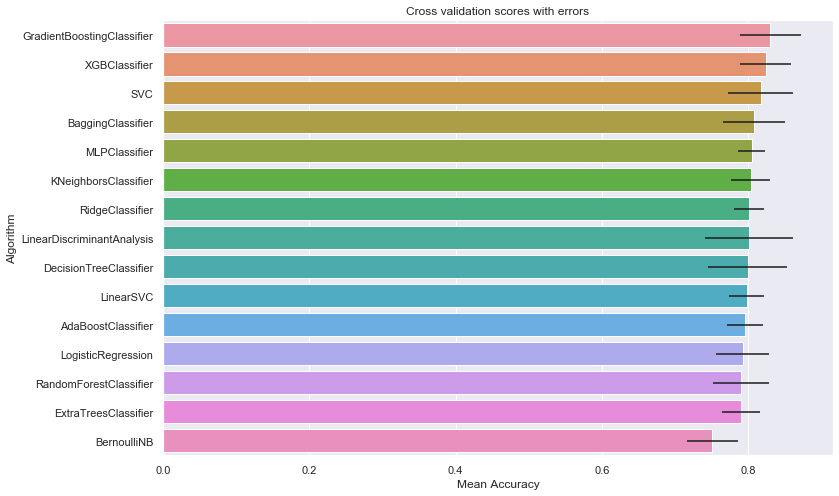 Cross validation scores with errors
Algorithm
GradientBoostingClassifier
XGBClassifier
SVC
BaggingClassifier
MLPClassifier
KNeighborsClassifier
RidgeClassifier
LinearDiscriminantAnalysis
DecisionTreeClassifier
LinearSVC
AdaBoostClassifier
LogisticRegression
RandomForestClassifier
ExtraTreesClassifier
BernoulliNB
0.0 0.2 0.4 0.6 0.8
Mean Accuracy